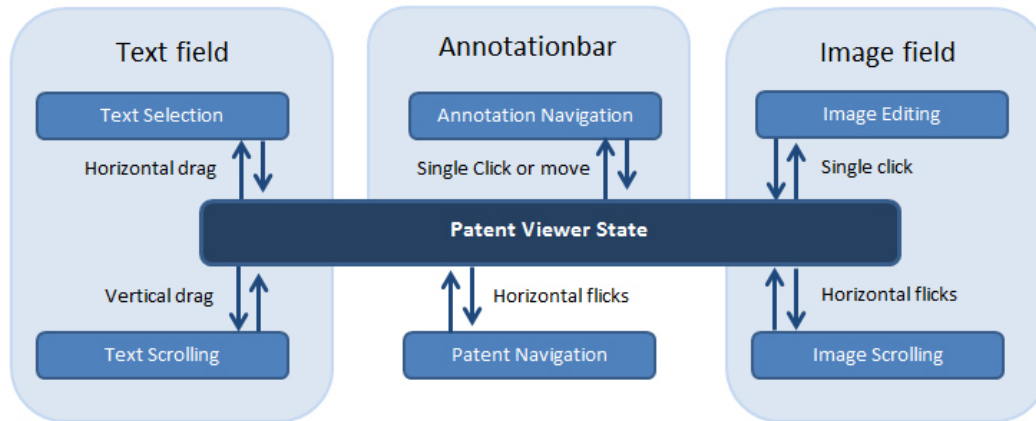 Text field
Annotationbar
Image field
Text Selection
Annotation Navigation
Image Editing
Horizontal drag
Single Click or move
Single click
Patent Viewer State
Vertical drag
Horizontal flicks
Horizontal flicks
Text Scrolling
Patent Navigation
Image Scrolling